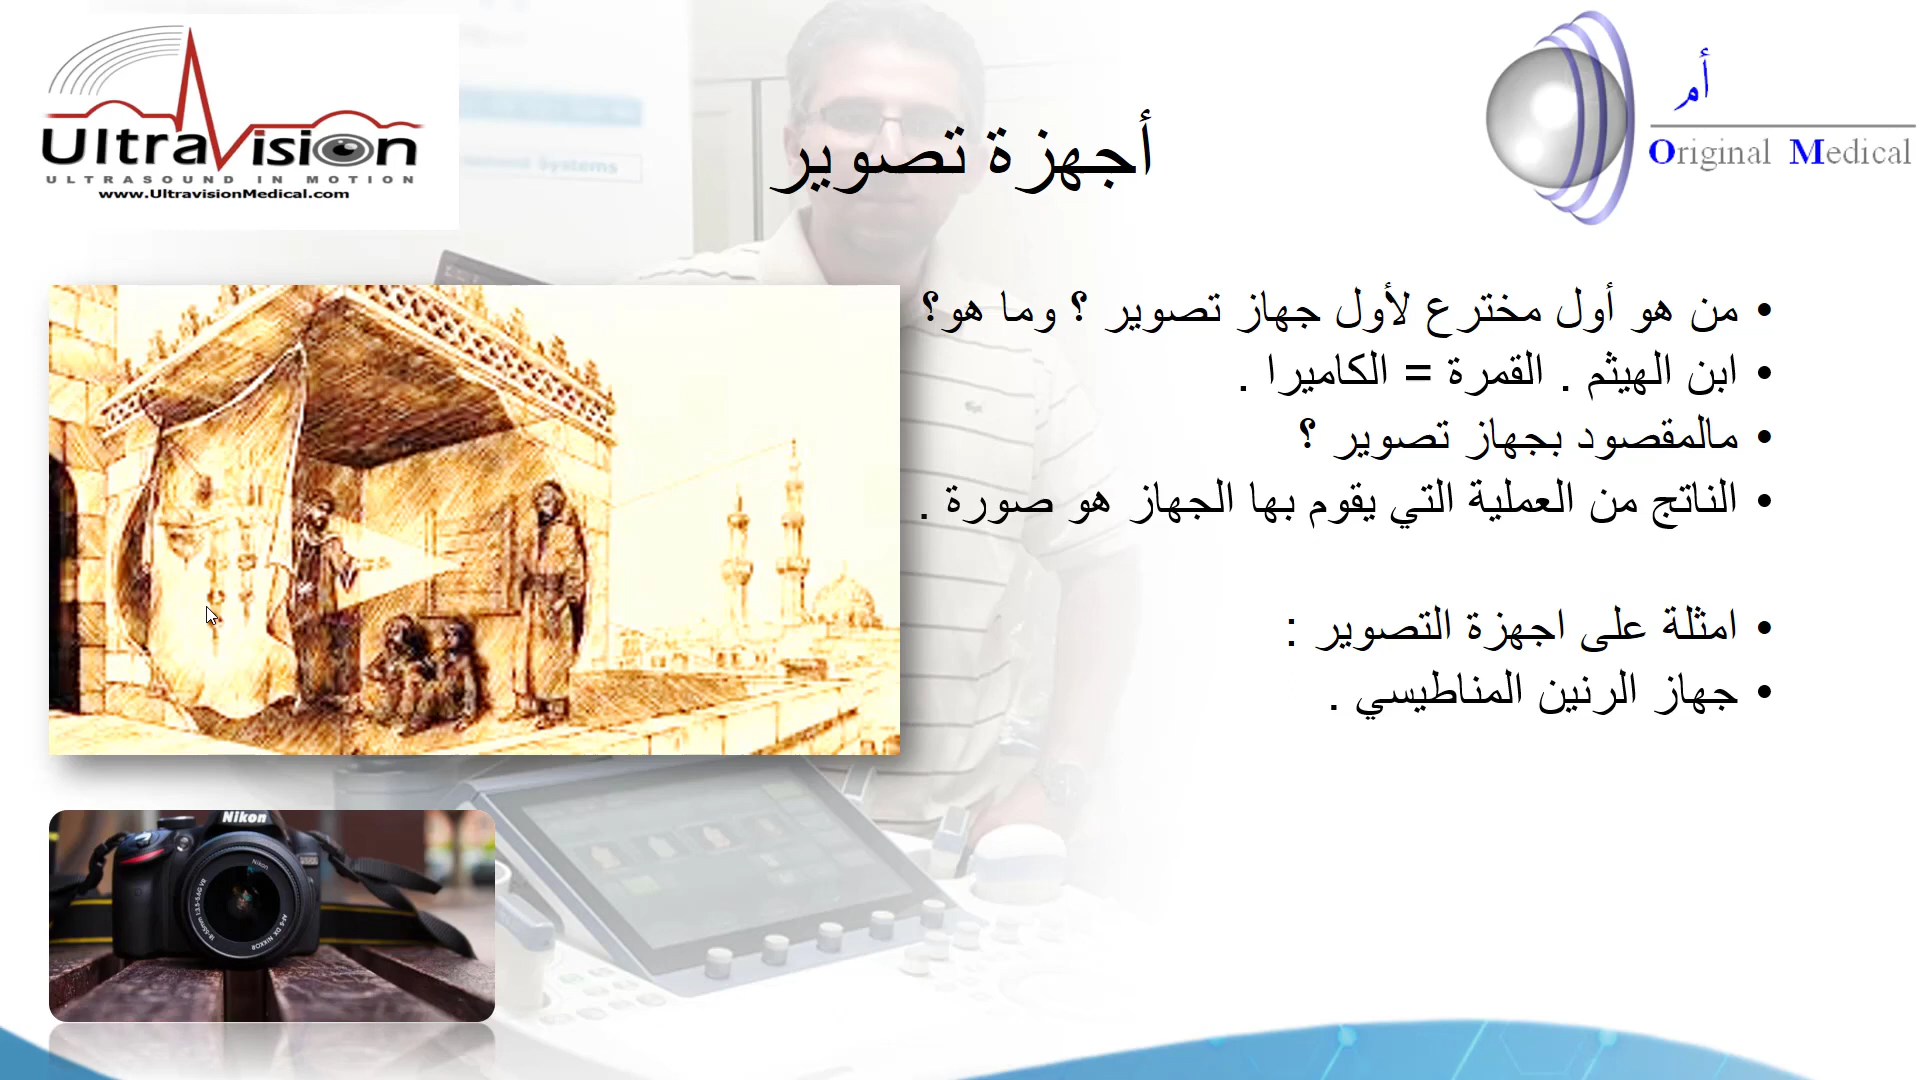 UltraVision
ULTRASOUND IN MOTION
www.UltravisionMedical.com
أم
Original Medical
أجهزة تصوير
من هو أول مخترع لأول جهاز تصوير ؟ وما هو؟
ابن الهيثم . القمرة = الكاميرا .
مالمقصود بجهاز تصوير ؟
الناتج من العملية التي يقوم بها الجهاز هو صورة .
امثلة على اجهزة التصوير :
جهاز الرنين المناطيسي .
Systems
Nikon
Nikon